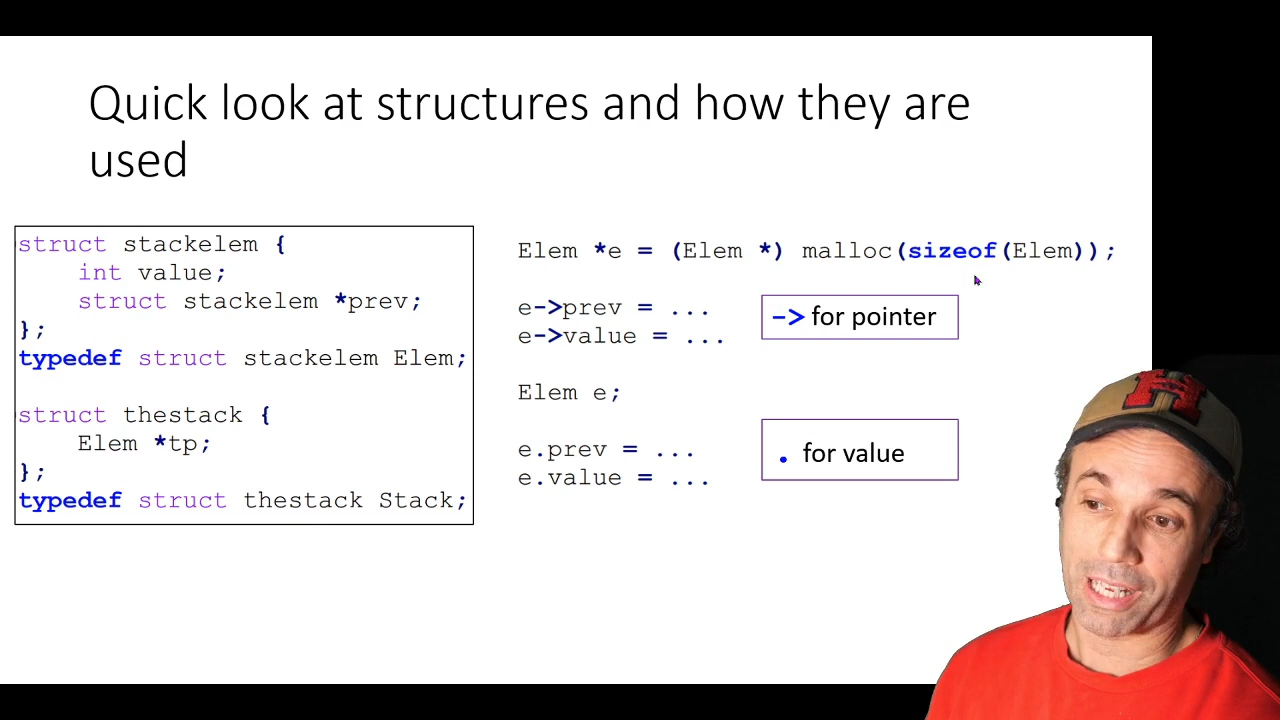 Quick look at structures and how they are
used
struct stackelem {
    int value;
    struct stackelem *prev;
};
typedef struct stackelem Elem;
struct thestack {
    Elem *tp;
};
typedef struct thestack Stack;
Elem *e = (Elem *) malloc(sizeof(Elem));
e->prev = ...
e->value = ...
-> for pointer
Elem e;
e.prev = ...
e.value = ...
. for value
H